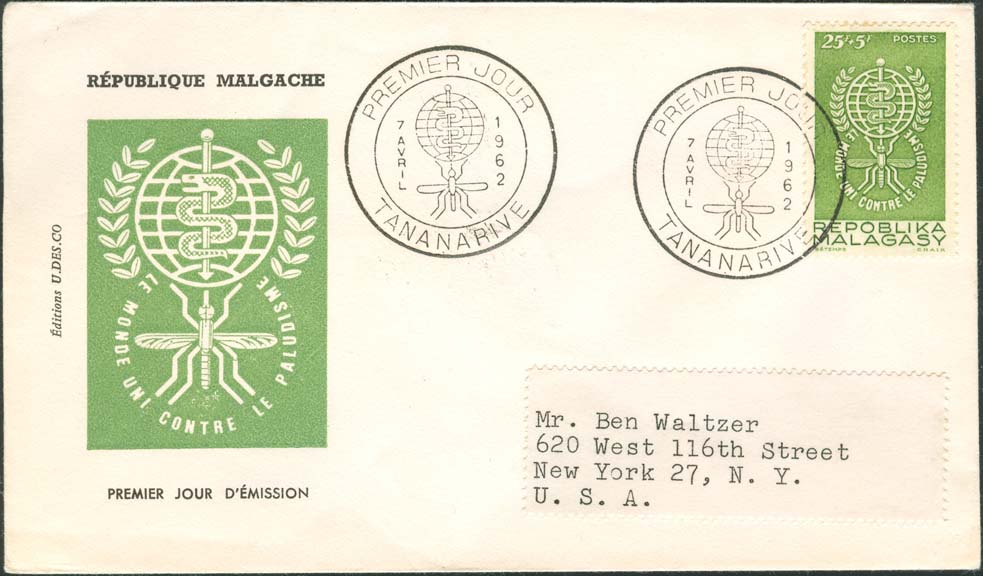 RÉPUBLIQUE MALGACHE
Éditions U.DES.CO
LE MONDE UNI CONTRE LE PALUDISME
PREMIER JOUR D'ÉMISSION
PREMIER JOUR
7 AVRIL 1962
TANANARIVE
PREMIER JOUR
7 AVRIL 1962
TANANARIVE
25F+5F POSTES
LE MONDE UNI CONTRE LE PALUDISME
REPOBLIKA
MALAGASY
BÉTEMPS
Mr. Ben Waltzer
620 West 116th Street
New York 27, N. Y.
U. S. A.